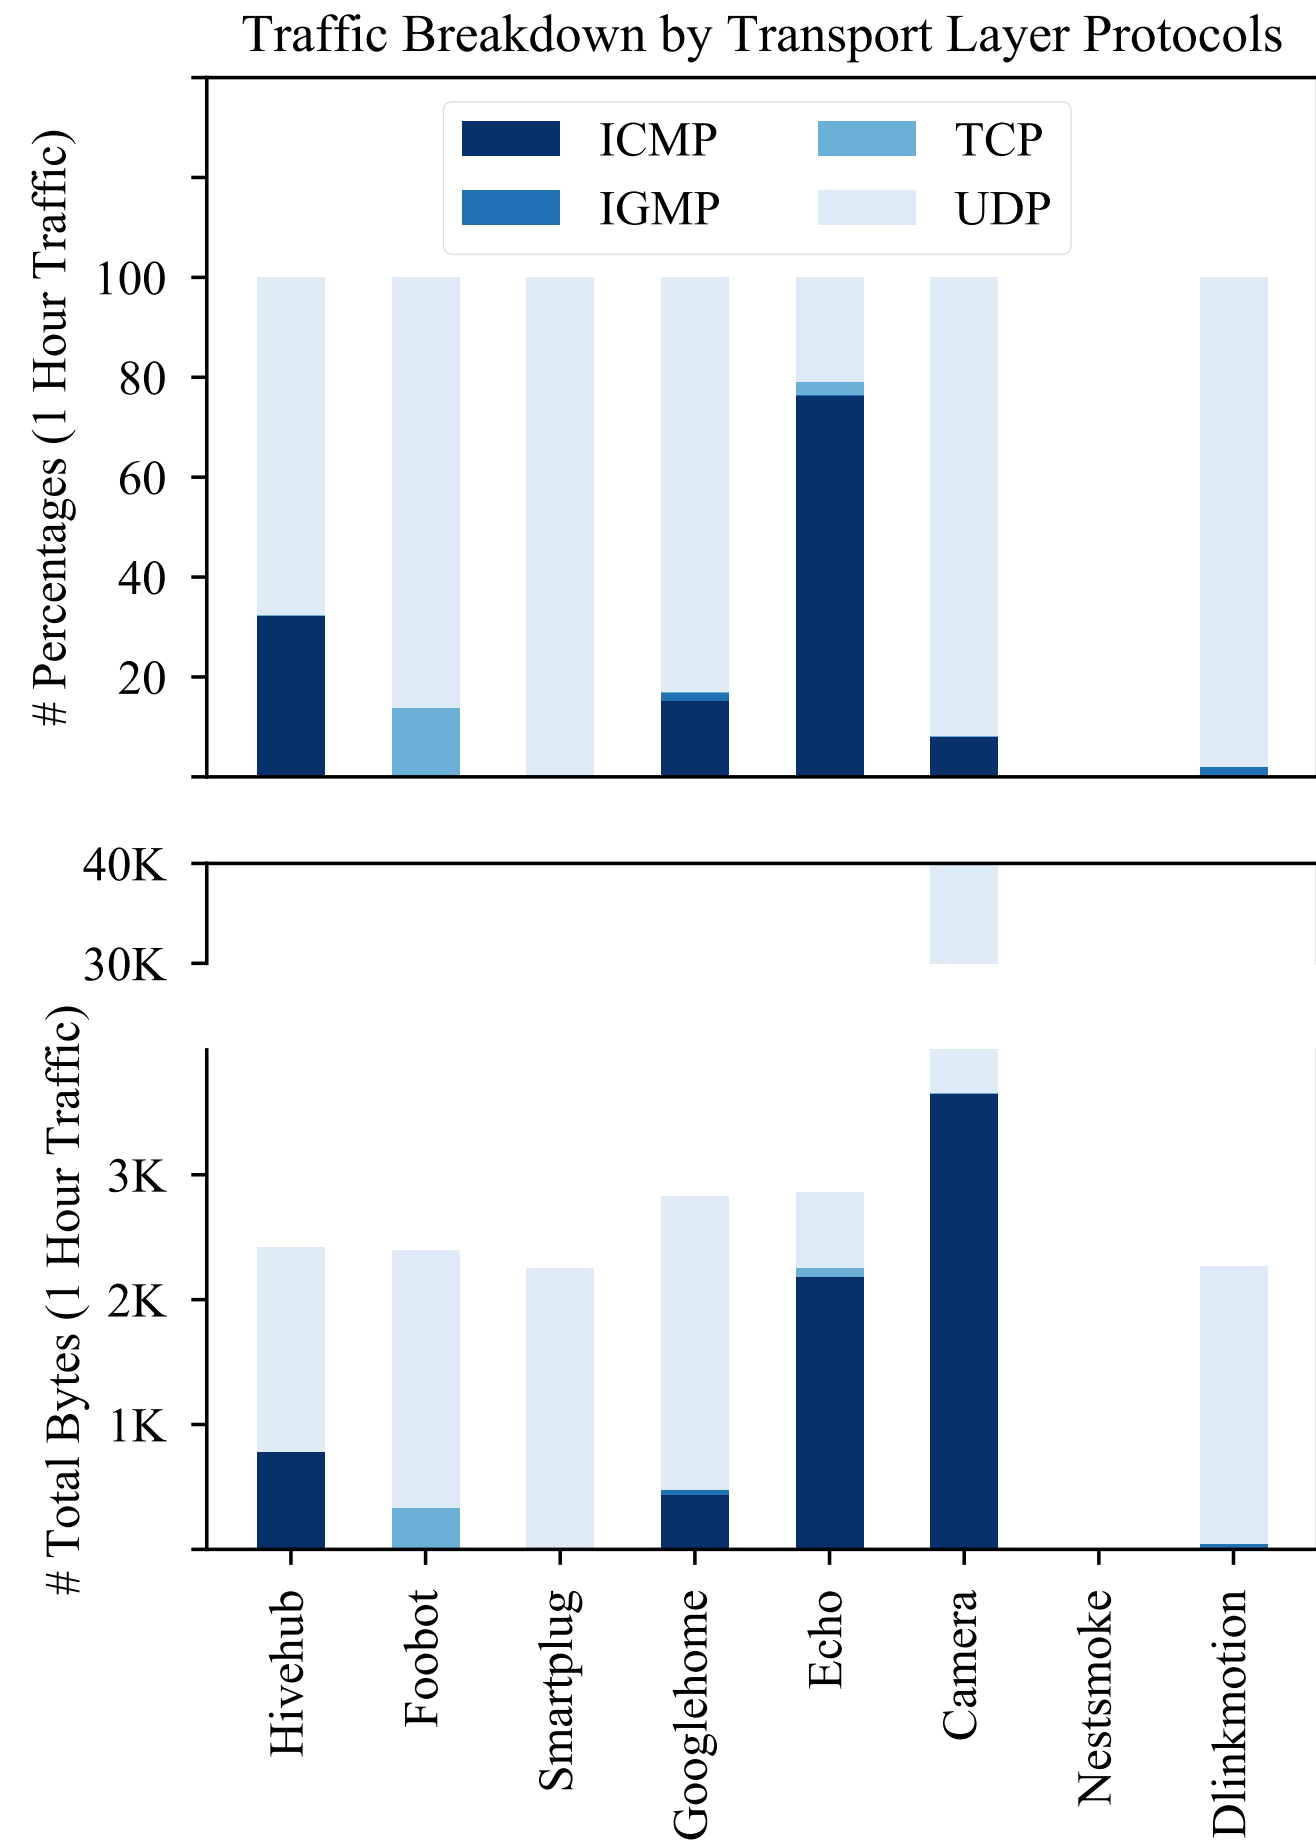 Traffic Breakdown by Transport Layer Protocols
ICMP
TCP
IGMP
UDP
# Percentages (1 Hour Traffic)
100
80
60
40
20
40K
30K
# Total Bytes (1 Hour Traffic)
3K
2K
1K
Hivehub
Foobot
Smartplug
Googlehome
Echo
Camera
Nestsmoke
Dlinkmotion